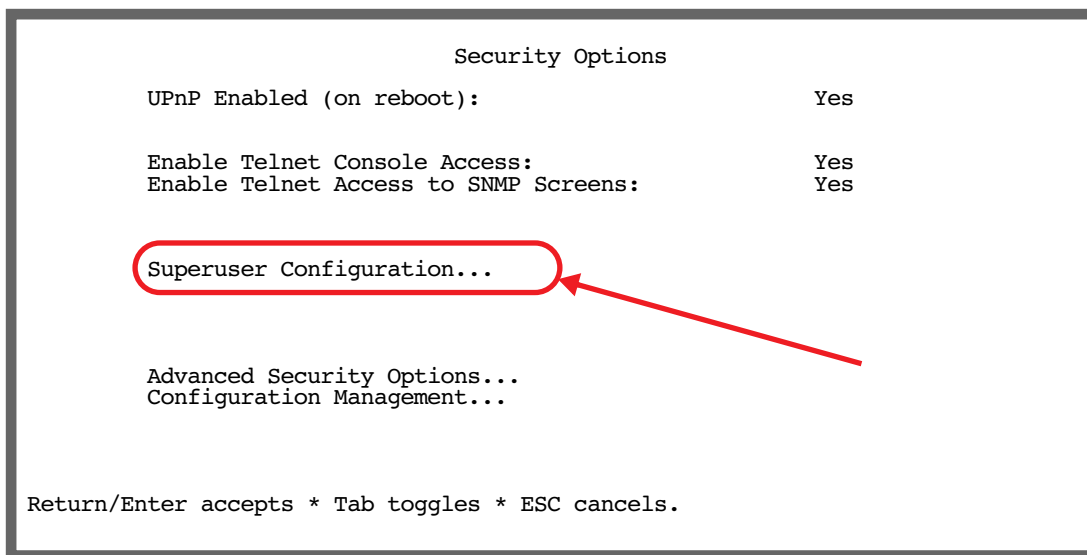 Security Options
UPnP Enabled (on reboot): Yes
Enable Telnet Console Access: Yes
Enable Telnet Access to SNMP Screens: Yes
Superuser Configuration...
Advanced Security Options...
Configuration Management...
Return/Enter accepts * Tab toggles * ESC cancels.